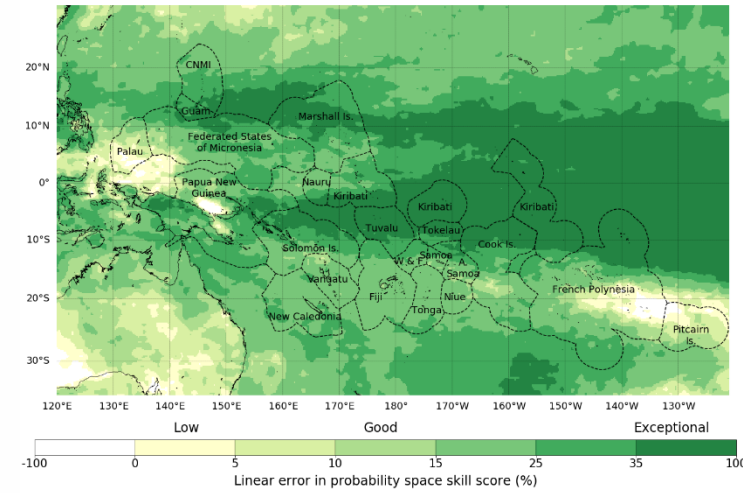 20°N
10°N
0°
10°S
20°S
30°S
CNMI
Guam
Marshall Is.
Federated States
of Micronesia
Palau
Papua New
Guinea
Nauru
Kiribati
Kiribati
Kiribati
Tuvalu
Tokelau
Cook Is.
Solomon Is.
W & F
Samoa
A.
Samoa
Vanuatu
Fiji
Niue
French Polynesia
New Caledonia
Tonga
Pitcairn
Is.
120°E 130°E 140°E 150°E 160°E 170°E 180° 170°W 160°W 150°W 140°W 130°W
Low Good Exceptional
-100 0 5 10 15 25 35 100
Linear error in probability space skill score (%)